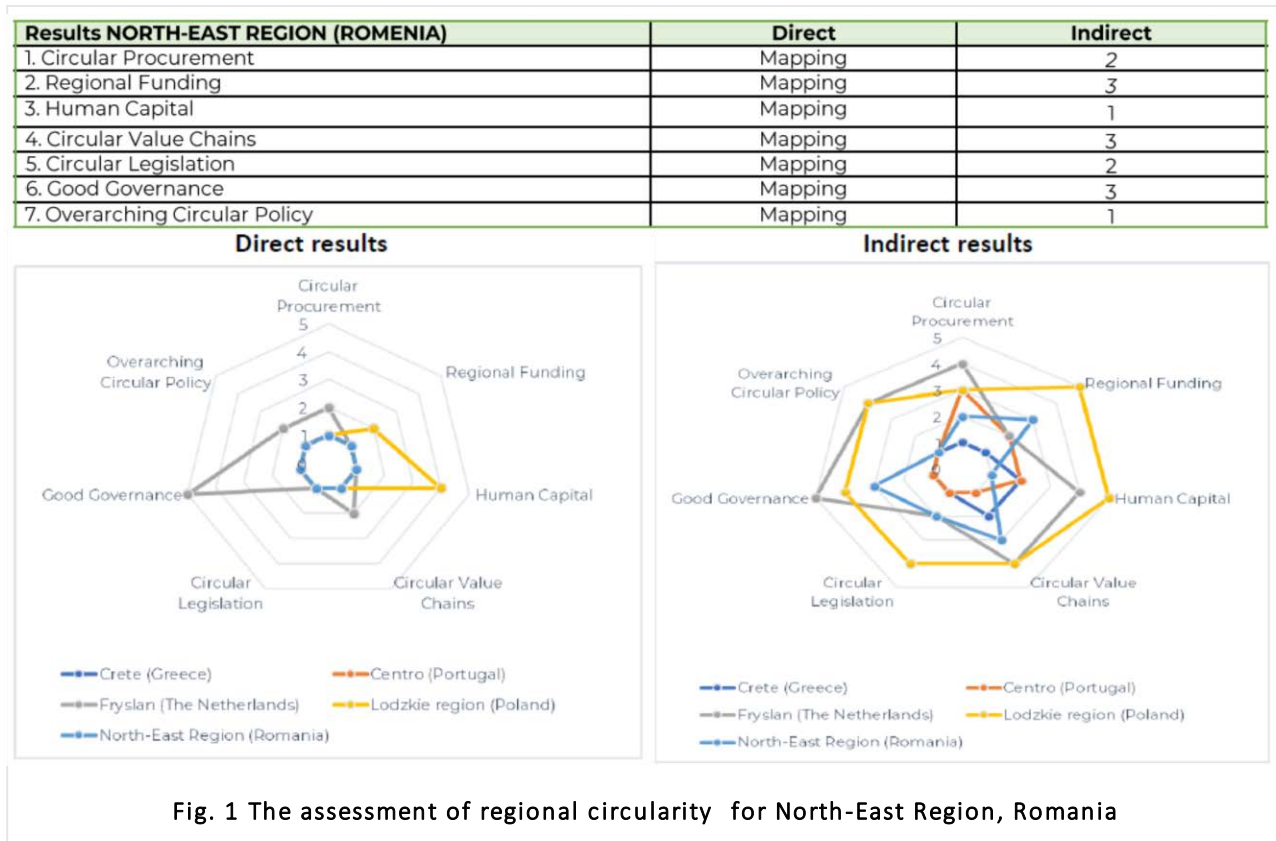 Results NORTH-EAST REGION (ROMENIA) Direct Indirect
1. Circular Procurement Mapping 2
2. Regional Funding Mapping 3
3. Human Capital Mapping 1
4. Circular Value Chains Mapping 3
5. Circular Legislation Mapping 2
6. Good Governance Mapping 3
7. Overarching Circular Policy Mapping 1
Direct results
Circular
Procurement
5
4
3
2
1
0
Regional Funding
Human Capital
Circular Value
Chains
Circular
Legislation
Good Governance
Overarching
Circular Policy
Crete (Greece) Centro (Portugal)
Fryslan (The Netherlands) Lodzkie region (Poland)
North-East Region (Romania)
Indirect results
Circular
Procurement
5
4
3
2
1
0
Regional Funding
Human Capital
Circular Value
Chains
Circular
Legislation
Good Governance
Overarching
Circular Policy
Crete (Greece) Centro (Portugal)
Fryslan (The Netherlands) Lodzkie region (Poland)
North-East Region (Romania)
Fig. 1 The assessment of regional circularity for North-East Region, Romania